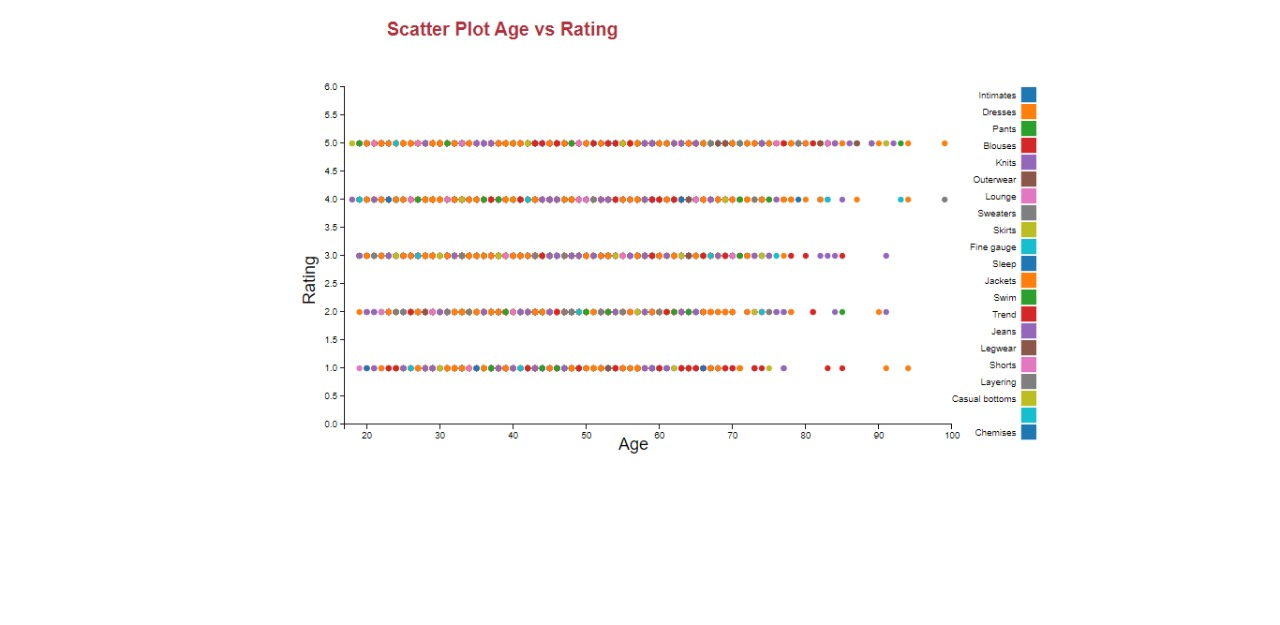 Scatter Plot Age vs Rating
6.0
5.5
5.0
4.5
4.0
3.5
3.0
2.5
2.0
1.5
1.0
0.5
0.0
Rating
20 30 40 50 60 70 80 90 100
Age
Intimates
Dresses
Pants
Blouses
Knits
Outerwear
Lounge
Sweaters
Skirts
Fine gauge
Sleep
Jackets
Swim
Trend
Jeans
Legwear
Shorts
Layering
Casual bottoms
Chemises